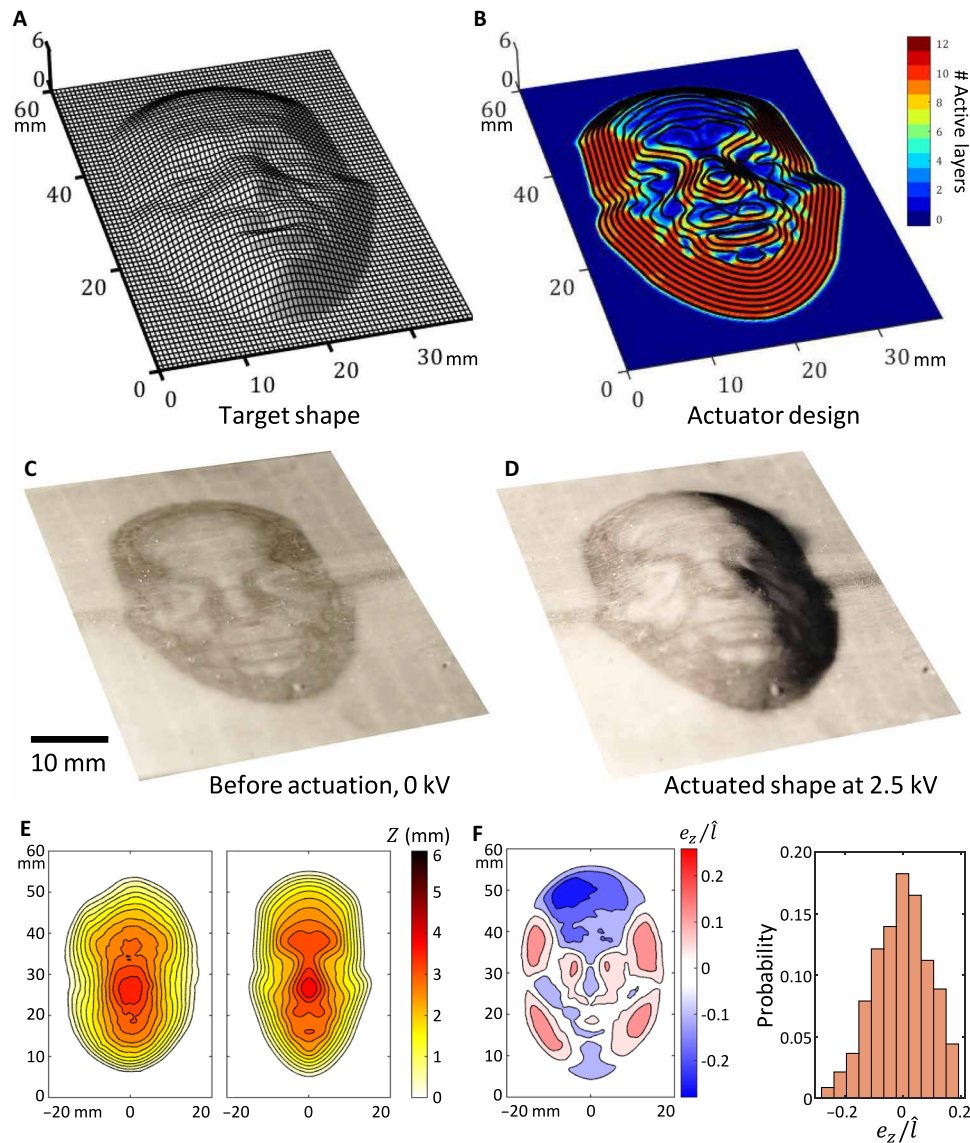 A
6
0
60
mm
40
20
0
0
10
20
30 mm
Target shape
B
6
0
60
mm
40
20
0
0
10
20
30 mm
Actuator design
12
10
8
6
4
2
0
# Active layers
C
10 mm
Before actuation, 0 kV
D
Actuated shape at 2.5 kV
E
60
mm
50
40
30
20
10
0
−20 mm
0
20
−20 mm
0
20
Z (mm)
6
5
4
3
2
1
0
F
60
mm
50
40
30
20
10
0
−20 mm
0
20
e_z/l̂
0.2
0.1
0
-0.1
-0.2
Probability
0.20
0.15
0.10
0.05
0
−0.2
0
0.2
e_z/l̂